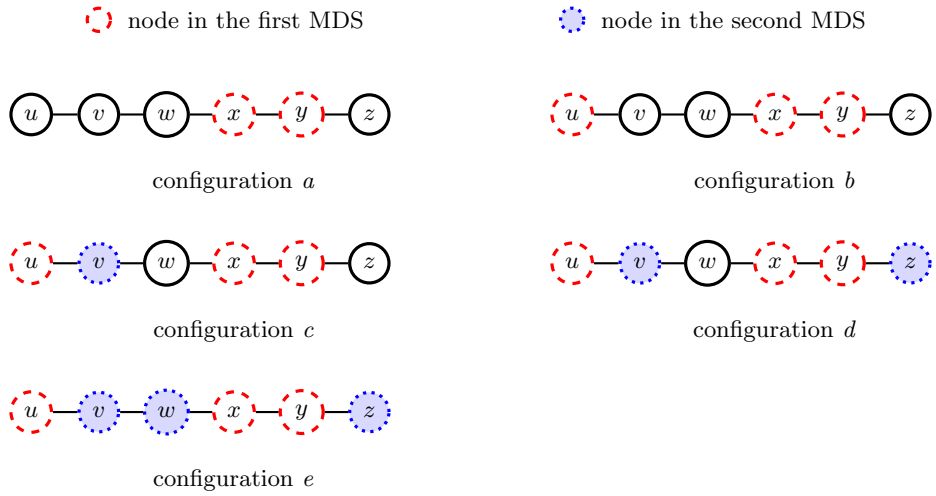 node in the first MDS node in the second MDS
u v w x y z u v w x y z
configuration a configuration b
u v w x y z u v w x y z
configuration c configuration d
u v w x y z
configuration e